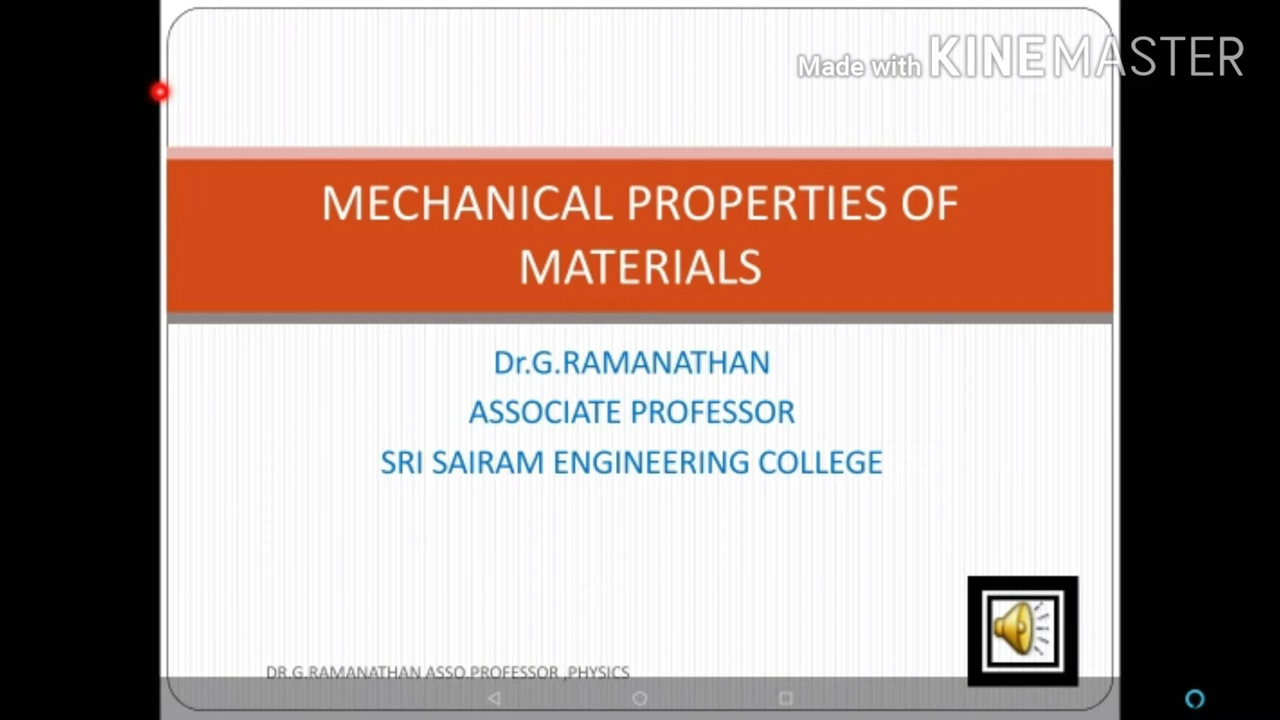 Made with KINEMASTER
MECHANICAL PROPERTIES OF
MATERIALS
Dr.G.RAMANATHAN
ASSOCIATE PROFESSOR
SRI SAIRAM ENGINEERING COLLEGE
DR.G.RAMANATHAN ASSO.PROFESSOR ,PHYSICS